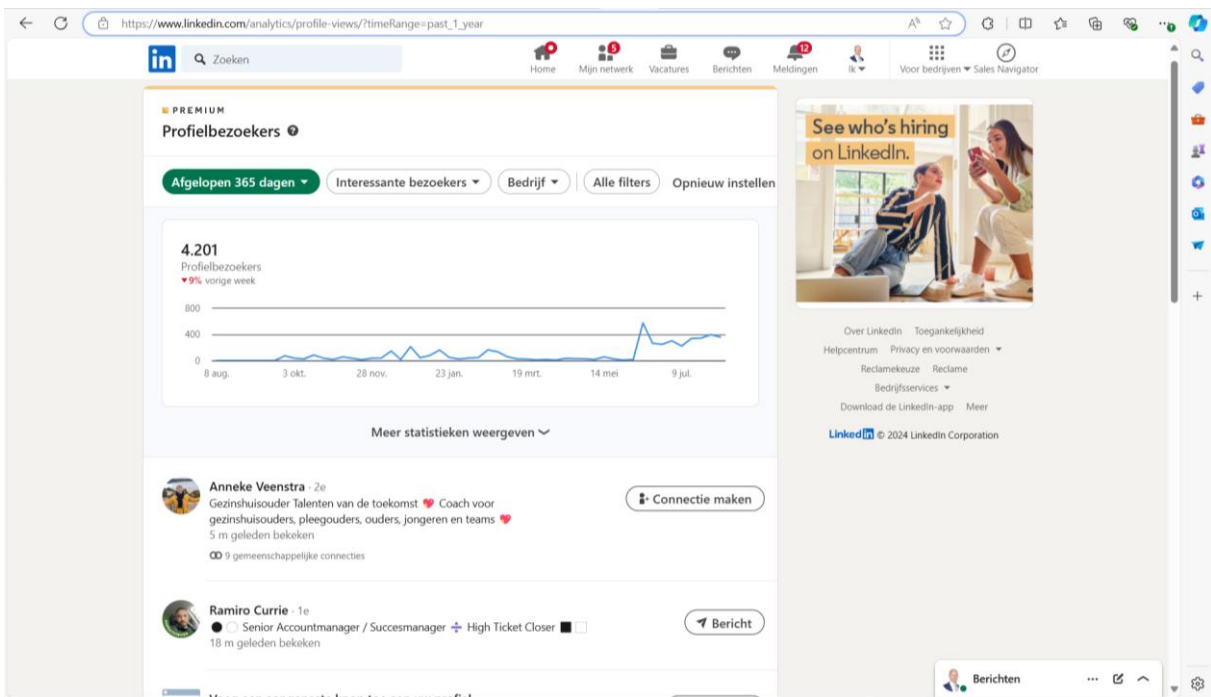 https://www.linkedin.com/analytics/profile-views/?timeRange=past_1_year
in
Zoeken
Home
5
Mijn netwerk
Vacatures
Berichten
12
Meldingen
Ik
Voor bedrijven
Sales Navigator
PREMIUM
Profielbezoekers
Afgelopen 365 dagen
Interessante bezoekers
Bedrijf
Alle filters
Opnieuw instellen
4.201
Profielbezoekers
▼9% vorige week
800
400
0
8 aug. 3 okt. 28 nov. 23 jan. 19 mrt. 14 mei 9 jul.
Meer statistieken weergeven
Anneke Veenstra · 2e
Gezinshuisouder Talenten van de toekomst 💖 Coach voor
gezinshuisouders, pleegouders, ouders, jongeren en teams 💖
5 m geleden bekeken
9 gemeenschappelijke connecties
Connectie maken
Ramiro Currie · 1e
⚫⚪ Senior Accountmanager / Succesmanager ➗ High Ticket Closer ⬛⬜
18 m geleden bekeken
Bericht
See who's hiring
on LinkedIn.
Over LinkedIn Toegankelijkheid
Helpcentrum Privacy en voorwaarden
Reclamekeuze Reclame
Bedrijfsservices
Download de LinkedIn-app Meer
LinkedIn © 2024 LinkedIn Corporation
Berichten